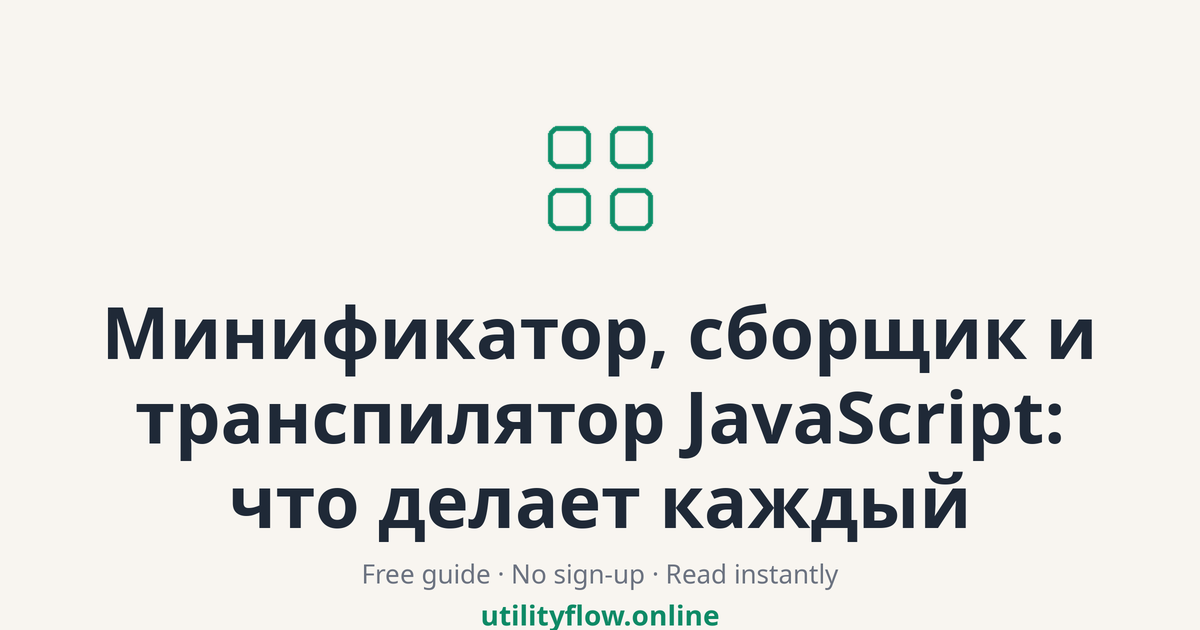 Минификатор, сборщик и
транспилятор JavaScript:
что делает каждый
Free guide · No sign-up · Read instantly
utilityflow.online